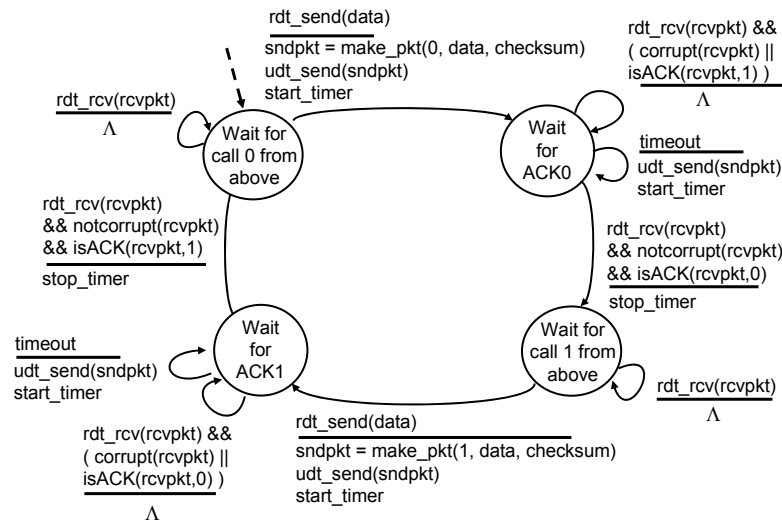 rdt_send(data)
sndpkt = make_pkt(0, data, checksum)
udt_send(sndpkt)
start_timer
rdt_rcv(rcvpkt) &&
( corrupt(rcvpkt) ||
isACK(rcvpkt,1) )
Λ
rdt_rcv(rcvpkt)
Λ
Wait for
call 0 from
above
Wait
for
ACK0
timeout
udt_send(sndpkt)
start_timer
rdt_rcv(rcvpkt)
&& notcorrupt(rcvpkt)
&& isACK(rcvpkt,1)
stop_timer
rdt_rcv(rcvpkt)
&& notcorrupt(rcvpkt)
&& isACK(rcvpkt,0)
stop_timer
timeout
udt_send(sndpkt)
start_timer
Wait
for
ACK1
Wait for
call 1 from
above
rdt_rcv(rcvpkt)
Λ
rdt_rcv(rcvpkt) &&
( corrupt(rcvpkt) ||
isACK(rcvpkt,0) )
Λ
rdt_send(data)
sndpkt = make_pkt(1, data, checksum)
udt_send(sndpkt)
start_timer